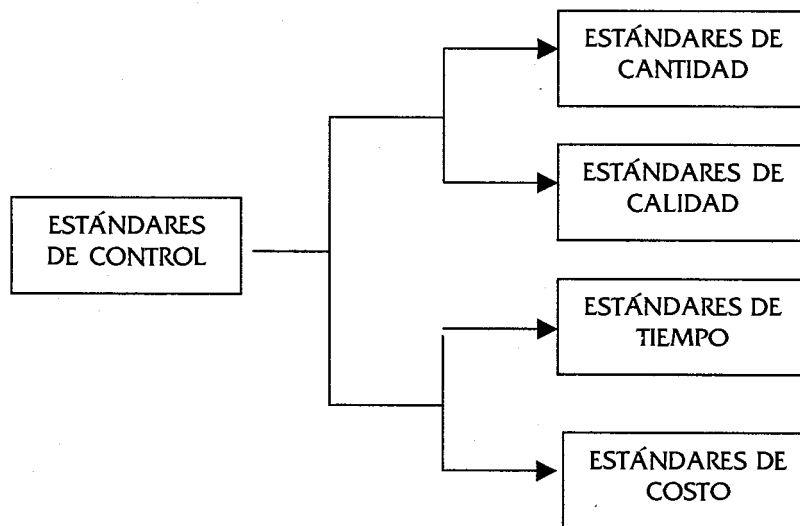 ESTÁNDARES
DE CONTROL
ESTÁNDARES DE
CANTIDAD
ESTÁNDARES DE
CALIDAD
ESTÁNDARES DE
TIEMPO
ESTÁNDARES DE
COSTO